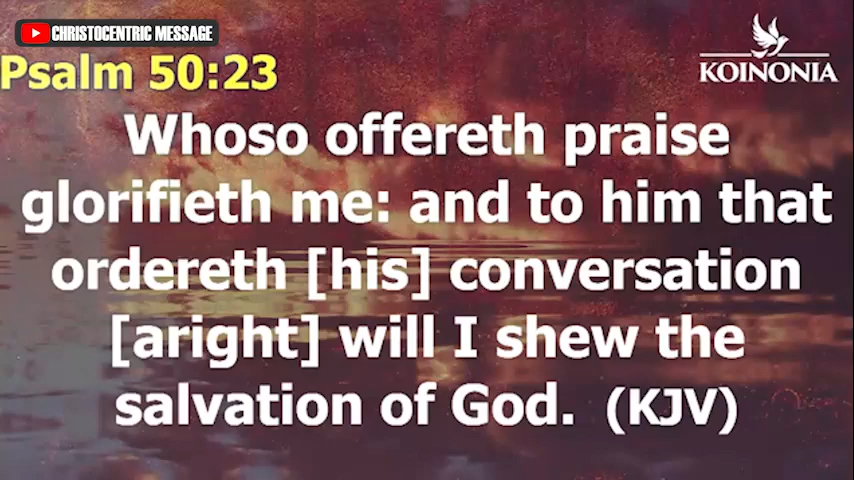 CHRISTOCENTRIC MESSAGE
KOINONIA
Psalm 50:23
Whoso offereth praise
glorifieth me: and to him that
ordereth [his] conversation
[aright] will I shew the
salvation of God. (KJV)